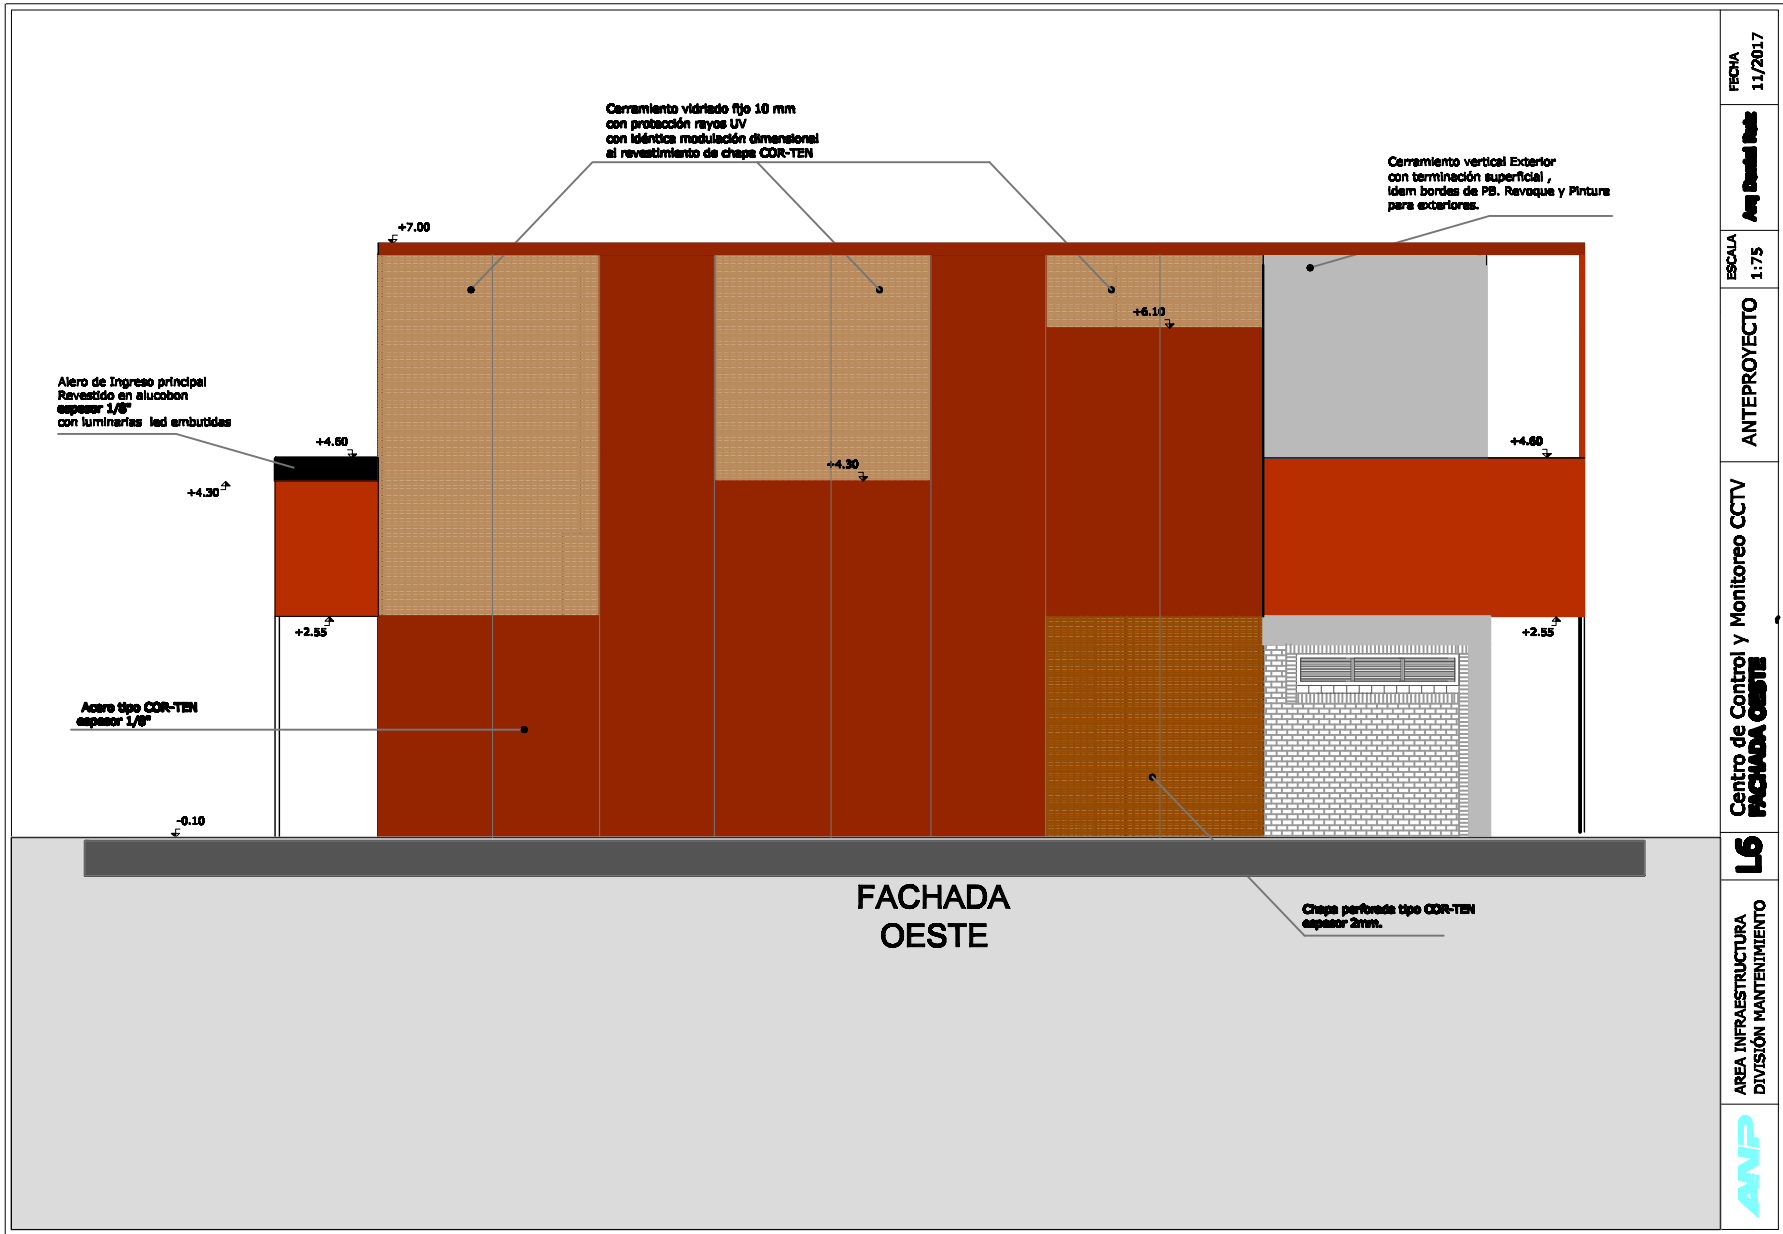 Cerramiento vidriado fijo 10 mm
con protección rayos UV
con idéntica modulación dimensional
al revestimiento de chapa COR-TEN
Cerramiento vertical Exterior
con terminación superficial ,
idem bordes de PB. Revoque y Pintura
para exteriores.
+7.00
+6.10
Alero de Ingreso principal
Revestido en alucobon
espesor 1/8"
con luminarias led embutidas
+4.60
+4.30
+4.30
+4.60
+2.55
+2.55
Acero tipo COR-TEN
espesor 1/8"
-0.10
FACHADA
OESTE
Chapa perforada tipo COR-TEN
espesor 2mm.
FECHA
11/2017
Arq Daniel Ruiz
ESCALA
1:75
ANTEPROYECTO
Centro de Control y Monitoreo CCTV
FACHADA OESTE
L6
AREA INFRAESTRUCTURA
DIVISIÓN MANTENIMIENTO
ANP